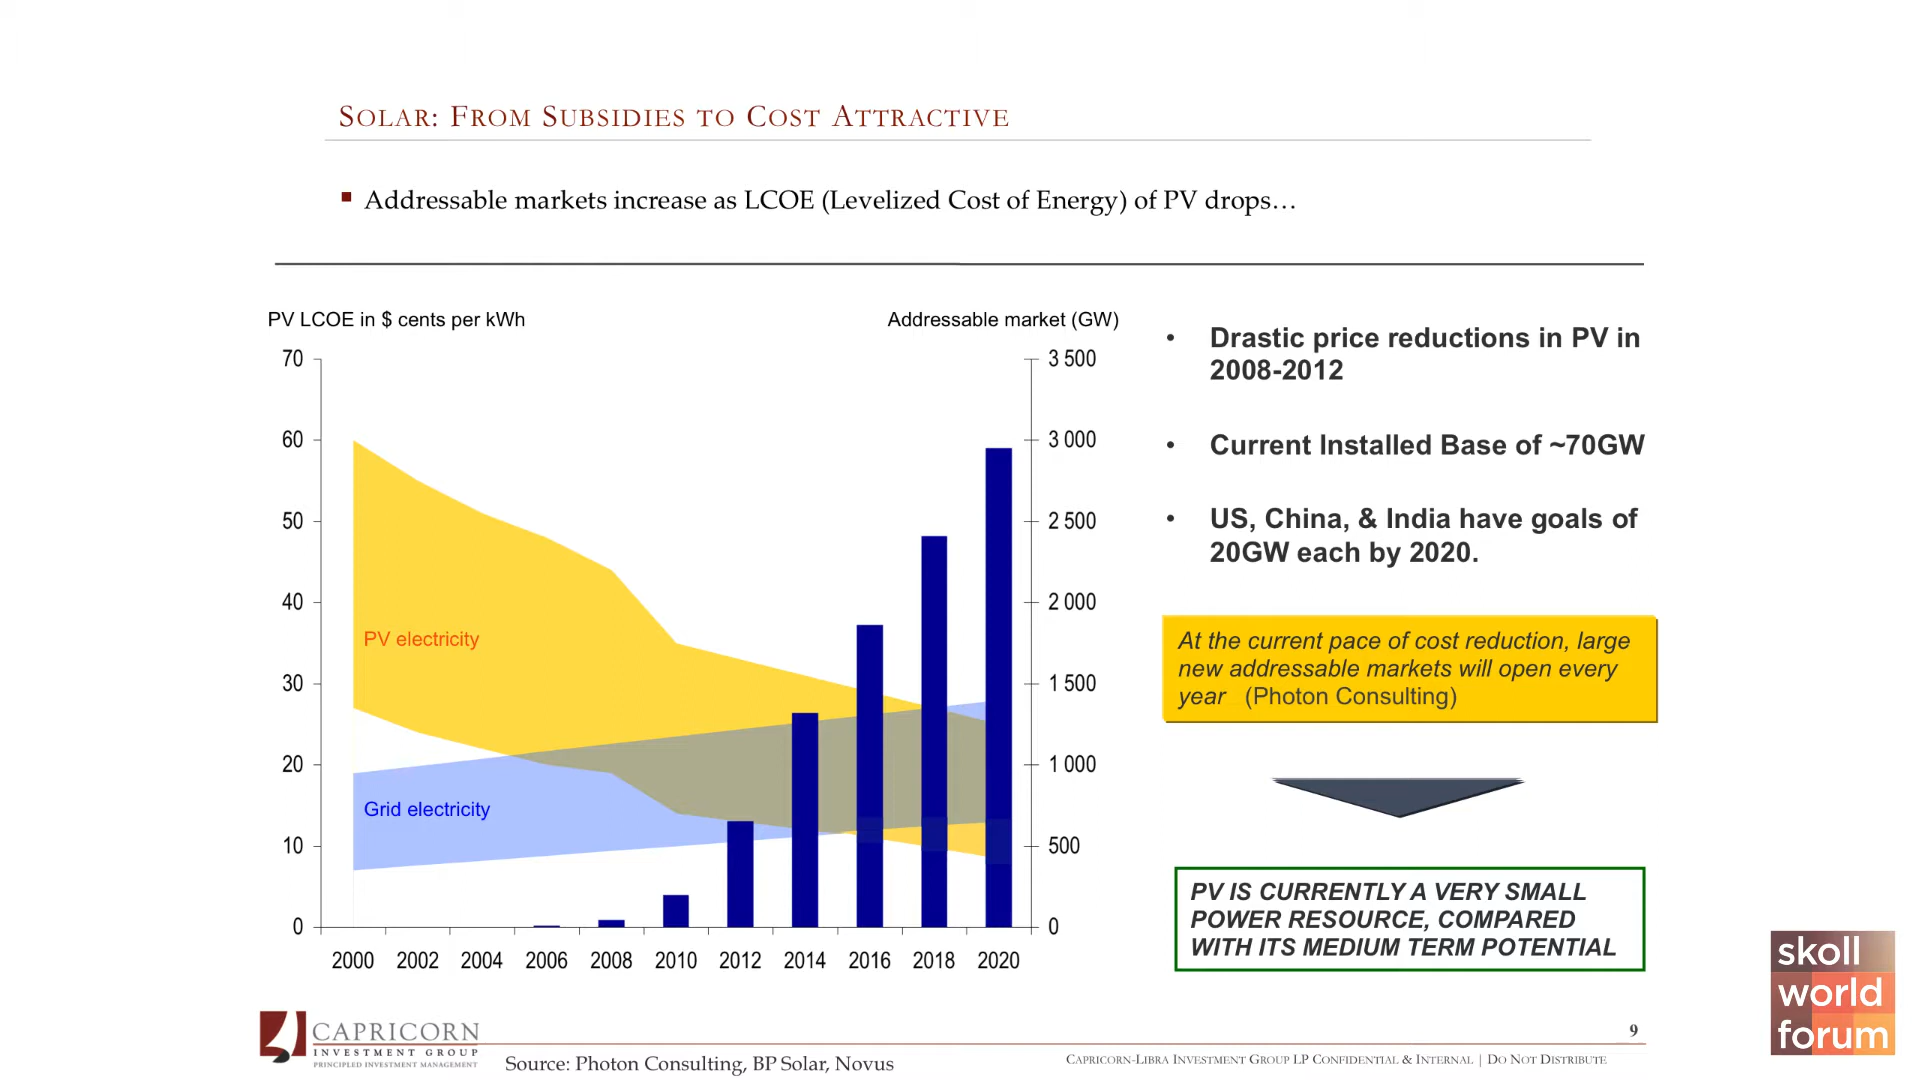 SOLAR: FROM SUBSIDIES TO COST ATTRACTIVE
▪ Addressable markets increase as LCOE (Levelized Cost of Energy) of PV drops…
PV LCOE in $ cents per kWh
Addressable market (GW)
70
60
50
40
30
20
10
0
3 500
3 000
2 500
2 000
1 500
1 000
500
0
PV electricity
Grid electricity
2000 2002 2004 2006 2008 2010 2012 2014 2016 2018 2020
• Drastic price reductions in PV in
2008-2012
• Current Installed Base of ~70GW
• US, China, & India have goals of
20GW each by 2020.
At the current pace of cost reduction, large
new addressable markets will open every
year (Photon Consulting)
PV IS CURRENTLY A VERY SMALL
POWER RESOURCE, COMPARED
WITH ITS MEDIUM TERM POTENTIAL
CAPRICORN
INVESTMENT GROUP
PRINCIPLED INVESTMENT MANAGEMENT
Source: Photon Consulting, BP Solar, Novus
9
CAPRICORN-LIBRA INVESTMENT GROUP LP CONFIDENTIAL & INTERNAL | DO NOT DISTRIBUTE
skoll
world
forum